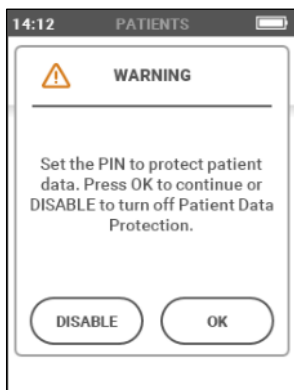 14:12 PATIENTS
WARNING
Set the PIN to protect patient
data. Press OK to continue or
DISABLE to turn off Patient Data
Protection.
DISABLE OK